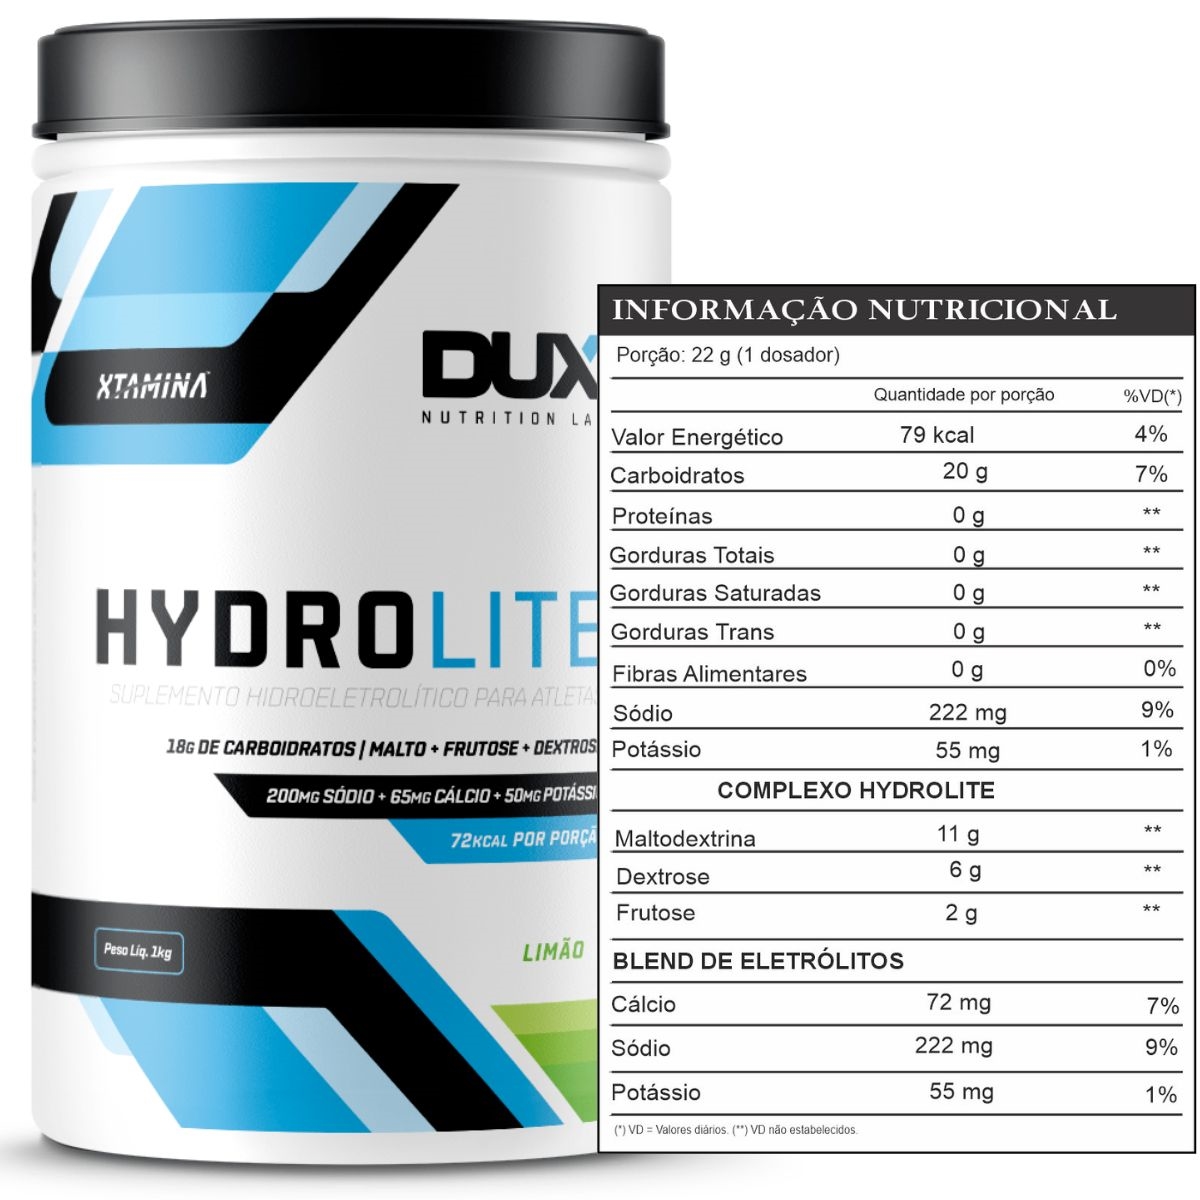 XTAMINA
DUX
NUTRITION LA
HYDROLITE
SUPLEMENTO HIDROELETROLÍTICO PARA ATLETAS
18G DE CARBOIDRATOS | MALTO + FRUTOSE + DEXTROS
200MG SÓDIO + 65MG CÁLCIO + 50MG POTÁSSI
72KCAL POR PORÇÃ
Peso Líq. 1kg
LIMÃO
INFORMAÇÃO NUTRICIONAL
Porção: 22 g (1 dosador)
Quantidade por porção %VD(*)
Valor Energético 79 kcal 4%
Carboidratos 20 g 7%
Proteínas 0 g **
Gorduras Totais 0 g **
Gorduras Saturadas 0 g **
Gorduras Trans 0 g **
Fibras Alimentares 0 g 0%
Sódio 222 mg 9%
Potássio 55 mg 1%
COMPLEXO HYDROLITE
Maltodextrina 11 g **
Dextrose 6 g **
Frutose 2 g **
BLEND DE ELETRÓLITOS
Cálcio 72 mg 7%
Sódio 222 mg 9%
Potássio 55 mg 1%
(*) VD = Valores diários. (**) VD não estabelecidos.